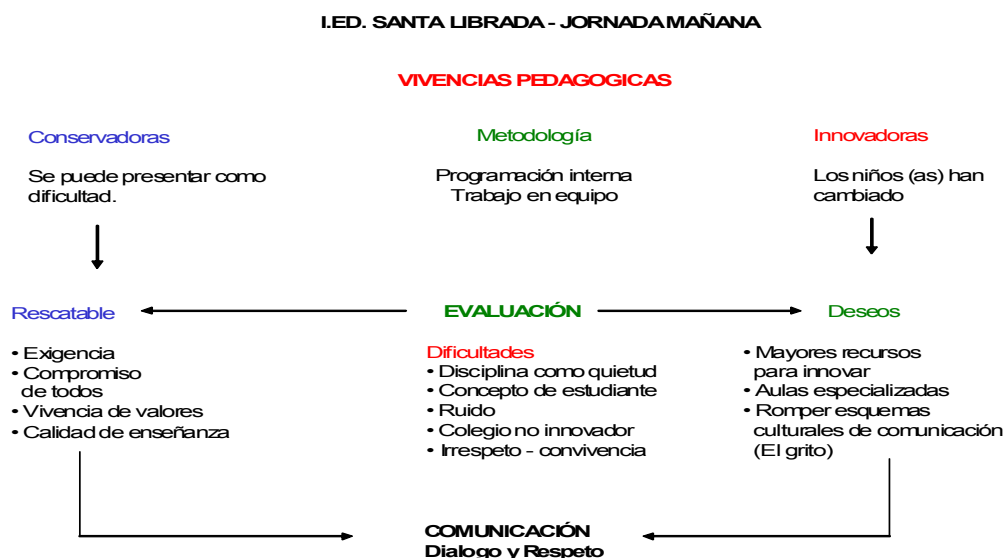 I.ED. SANTA LIBRADA - JORNADA MAÑANA
VIVENCIAS PEDAGOGICAS
Conservadoras
Se puede presentar como
dificultad.
Metodología
Programación interna
Trabajo en equipo
Innovadoras
Los niños (as) han
cambiado
Rescatable
• Exigencia
• Compromiso
de todos
• Vivencia de valores
• Calidad de enseñanza
EVALUACIÓN
Dificultades
• Disciplina como quietud
• Concepto de estudiante
• Ruido
• Colegio no innovador
• Irrespeto - convivencia
Deseos
• Mayores recursos
para innovar
• Aulas especializadas
• Romper esquemas
culturales de comunicación
(El grito)
COMUNICACIÓN
Dialogo y Respeto